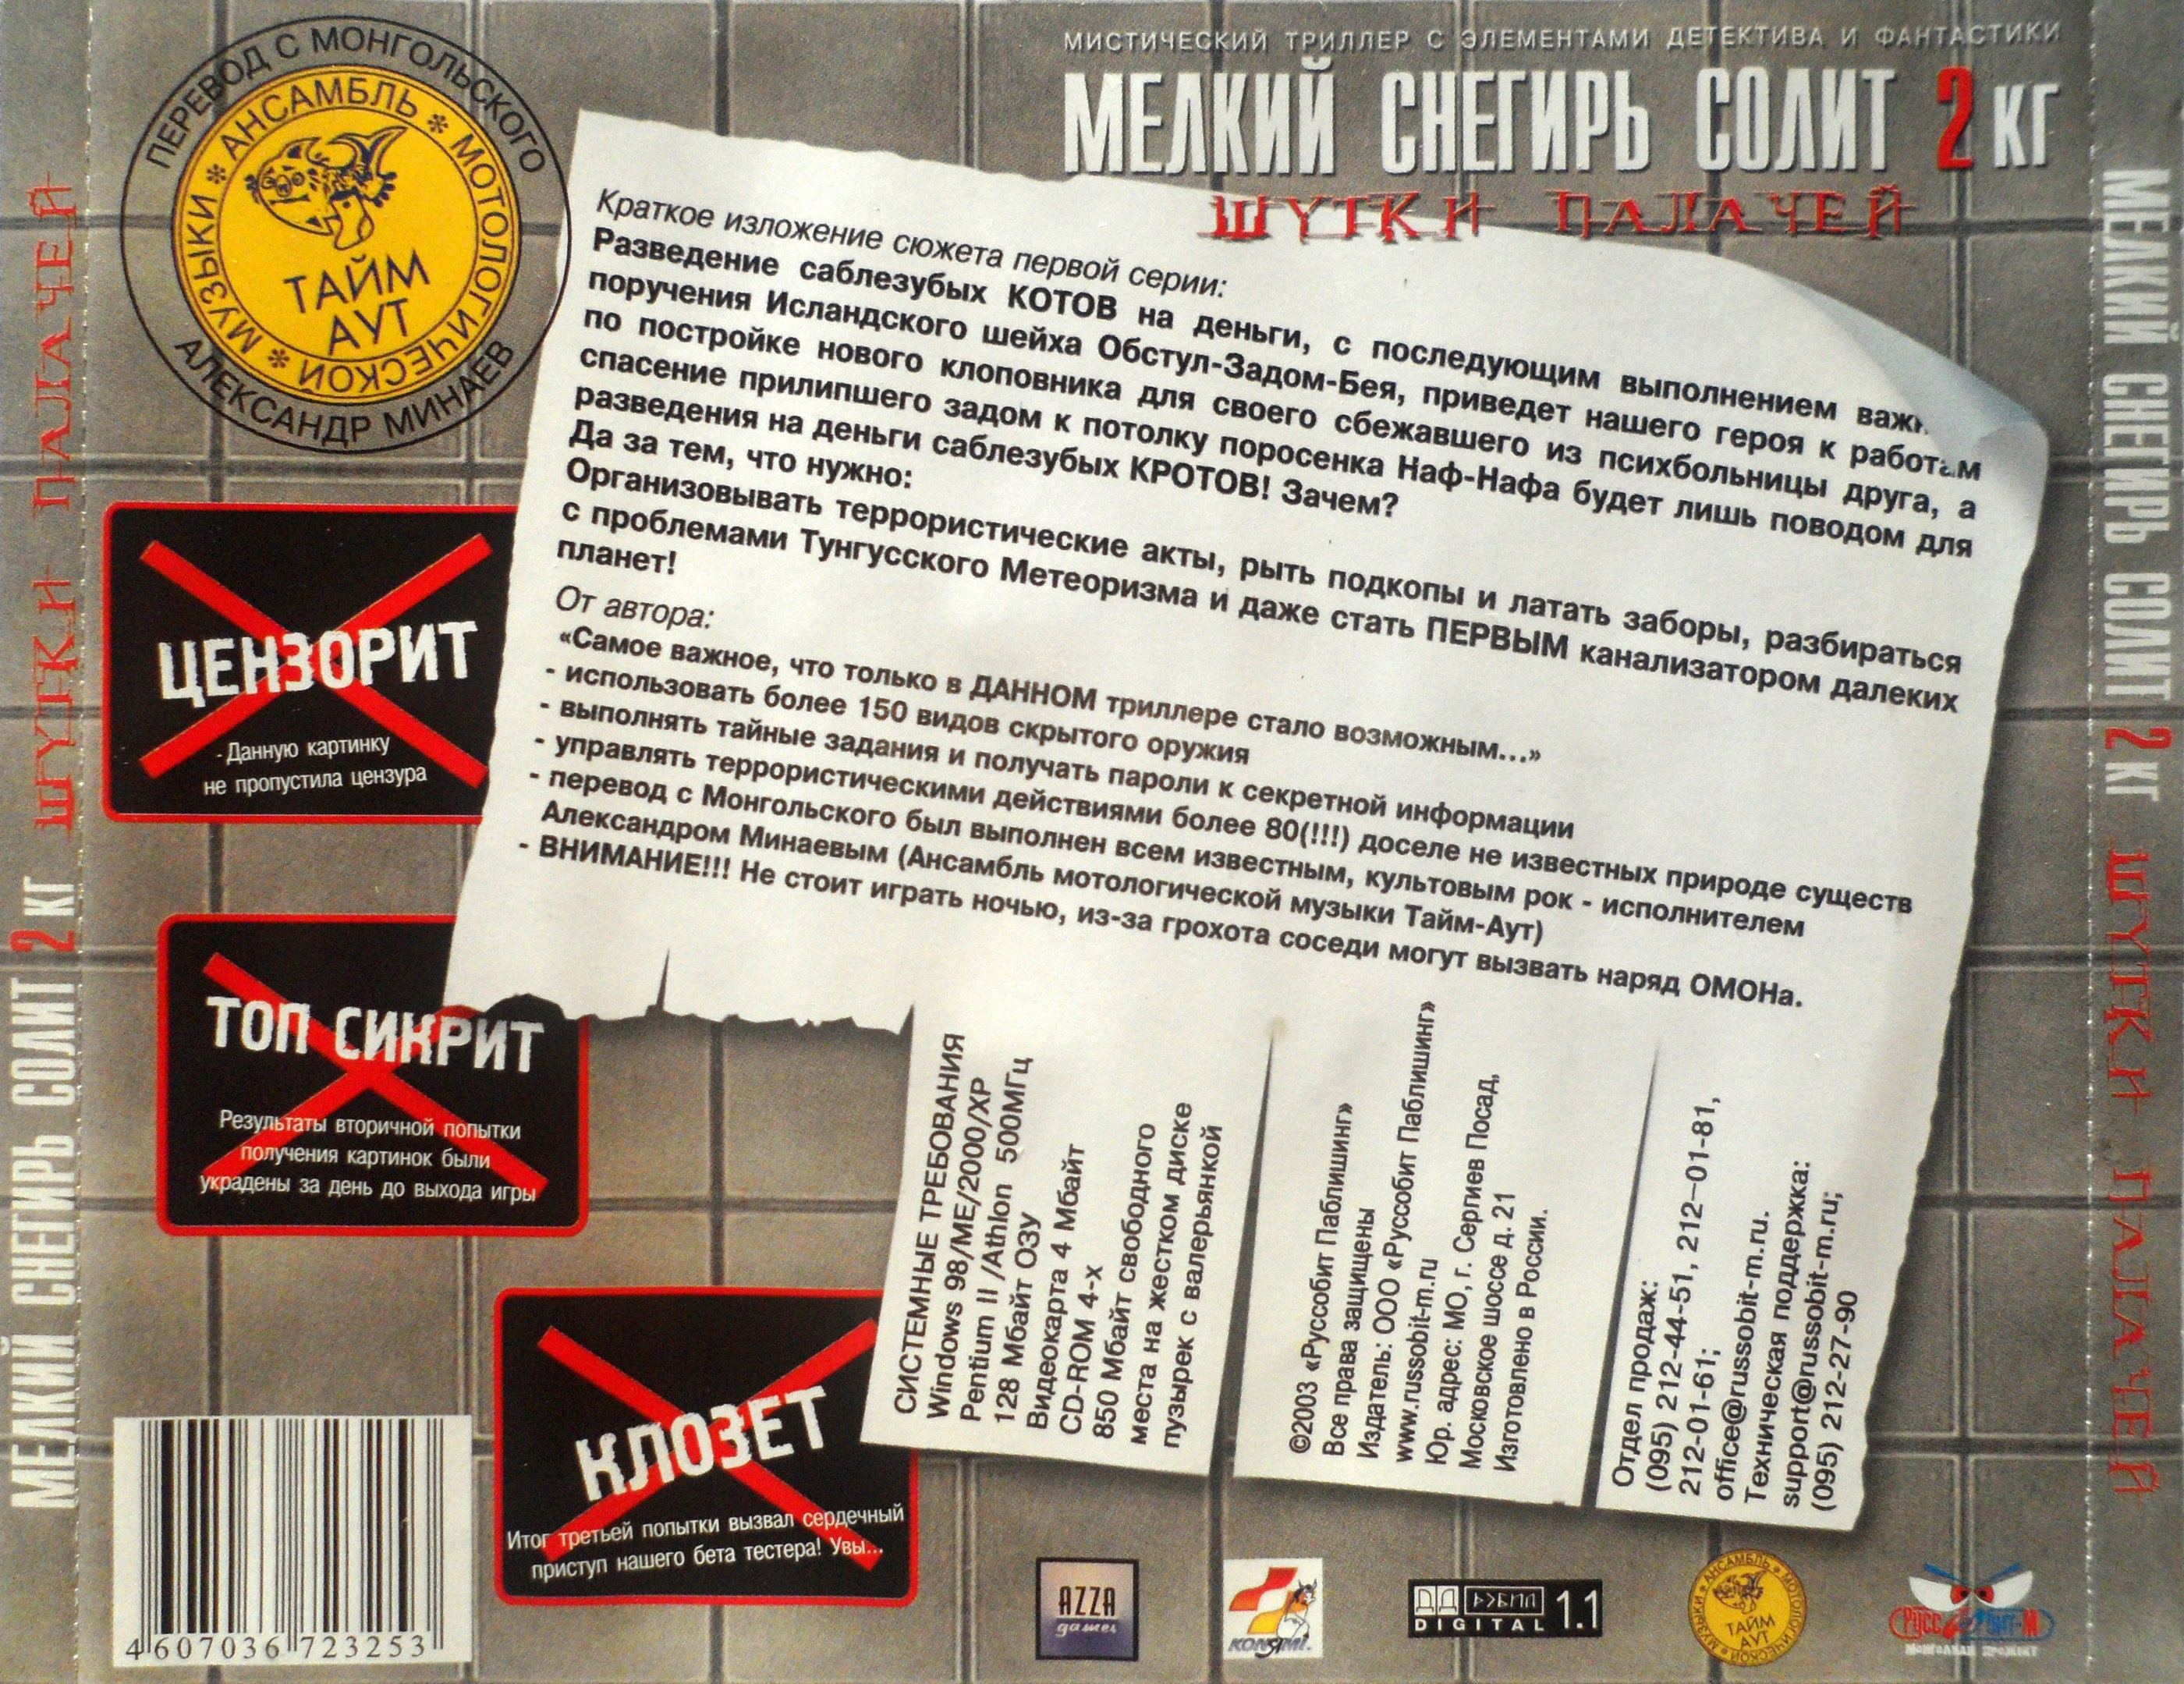 МИСТИЧЕСКИЙ ТРИЛЛЕР С ЭЛЕМЕНТАМИ ДЕТЕКТИВА И ФАНТАСТИКИ
МЕЛКИЙ СНЕГИРЬ СОЛИТ 2 КГ
ШУТКИ ПАЛАЧЕЙ
ПЕРЕВОД С МОНГОЛЬСКОГО
АЛЕКСАНДР МИНАЕВ
АНСАМБЛЬ * МОТОЛОГИЧЕСКОЙ * МУЗЫКИ *
ТАЙМ
АУТ
Краткое изложение сюжета первой серии:
Разведение саблезубых КОТОВ на деньги, с последующим выполнением
поручения Исландского шейха Обстул-Задом-Бея, приведет нашего героя к работам
по постройке нового клоповника для своего сбежавшего из психбольницы друга, а
спасение прилипшего задом к потолку поросенка Наф-Нафа будет лишь поводом для
разведения на деньги саблезубых КРОТОВ! Зачем?
Да за тем, что нужно:
Организовывать террористические акты, рыть подкопы и латать заборы, разбираться
с проблемами Тунгусского Метеоризма и даже стать ПЕРВЫМ канализатором далеких
планет!
От автора:
«Самое важное, что только в ДАННОМ триллере стало возможным...»
- использовать более 150 видов скрытого оружия
- выполнять тайные задания и получать пароли к секретной информации
- управлять террористическими действиями более 80(!!!) доселе не известных природе существ
- перевод с Монгольского был выполнен всем известным, культовым рок - исполнителем
Александром Минаевым (Ансамбль мотологической музыки Тайм-Аут)
- ВНИМАНИЕ!!! Не стоит играть ночью, из-за грохота соседи могут вызвать наряд ОМОНа.
ЦЕНЗОРИТ
- Данную картинку
не пропустила цензура
ТОП СИКРИТ
Результаты вторичной попытки
получения картинок были
украдены за день до выхода игры
КЛОЗЕТ
Итог третьей попытки вызвал сердечный
приступ нашего бета тестера! Увы...
СИСТЕМНЫЕ ТРЕБОВАНИЯ
Windows 98/ME/2000/XP
Pentium II /Athlon 500МГц
128 Мбайт ОЗУ
Видеокарта 4 Мбайт
CD-ROM 4-x
850 Мбайт свободного
места на жестком диске
пузырек с валерьянкой
©2003 «Руссобит Паблишинг»
Все права защищены
Издатель: ООО «Руссобит Паблишинг»
www.russobit-m.ru
Юр. адрес: МО, г. Сергиев Посад,
Московское шоссе д. 21
Изготовлено в России.
Отдел продаж:
(095) 212-44-51, 212–01-81,
212-01-61;
office@russobit-m.ru.
Техническая поддержка:
support@russobit-m.ru;
(095) 212-27-90
4 607036 723253
AZZA
games
DIGITAL 1.1
АНСАМБЛЬ * МОТОЛОГИЧЕСКОЙ * МУЗЫКИ *
ТАЙМ
АУТ
МЕЛКИЙ СНЕГИРЬ СОЛИТ 2 КГ ШУТКИ ПАЛАЧЕЙ
МЕЛКИЙ СНЕГИРЬ СОЛИТ 2 КГ ШУТКИ ПАЛАЧЕЙ